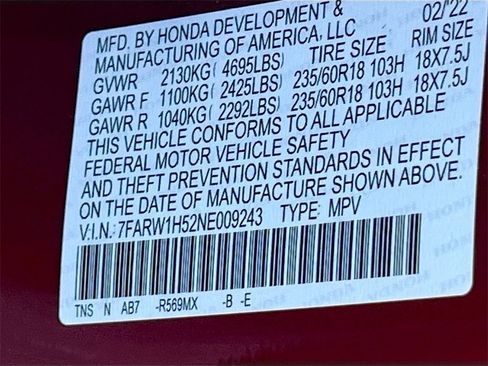 MFD. BY HONDA DEVELOPMENT & 02/22
MANUFACTURING OF AMERICA, LLC
TIRE SIZE RIM SIZE
GVWR 2130KG( 4695LBS)
GAWR F 1100KG( 2425LBS) 235/60R18 103H 18X7.5J
GAWR R 1040KG( 2292LBS) 235/60R18 103H 18X7.5J
THIS VEHICLE CONFORMS TO ALL APPLICABLE
FEDERAL MOTOR VEHICLE SAFETY
AND THEFT PREVENTION STANDARDS IN EFFECT
ON THE DATE OF MANUFACTURE SHOWN ABOVE.
V.I.N.: 7FARW1H52NE009243 TYPE: MPV
TNS N AB7 -R569MX -B -E